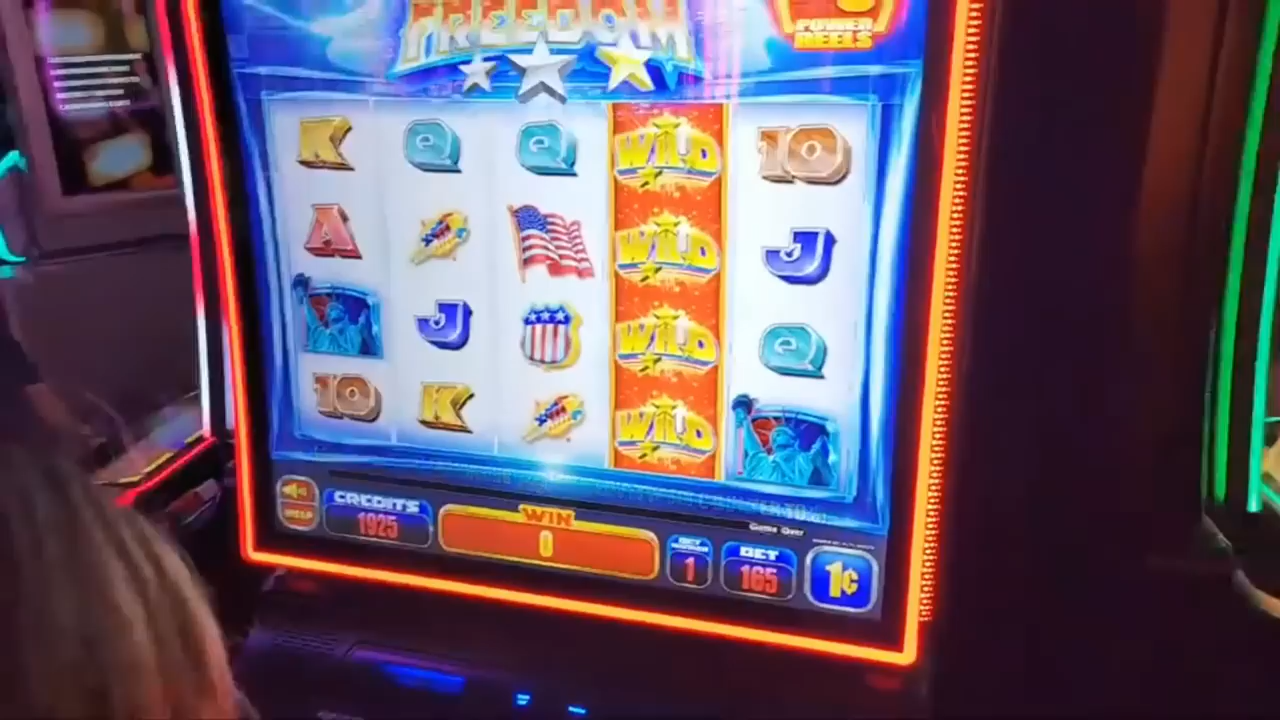 FREEDOM
POWER REELS
K Q Q WILD 10
A WILD J
J WILD Q
10 K WILD
CREDITS
1925
WIN
0
HELP
1
BET
165
1¢
Game Over